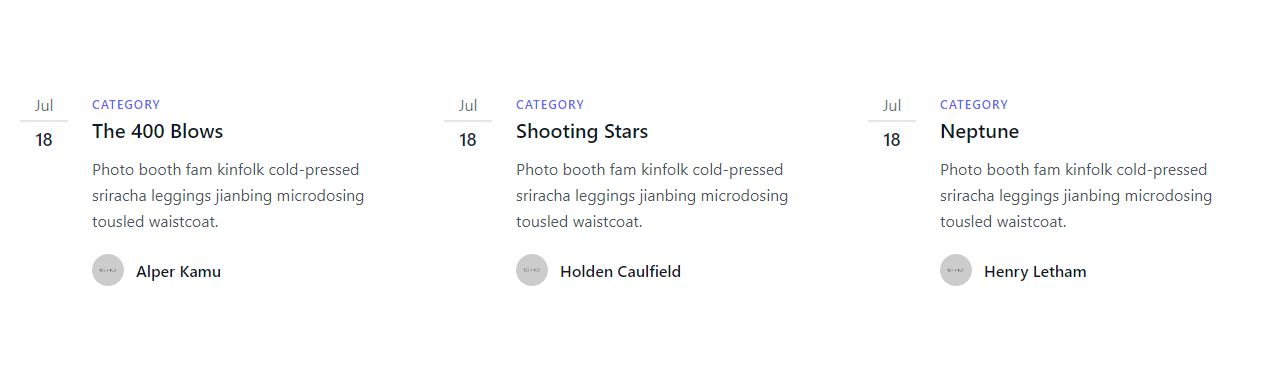 Jul
18
CATEGORY
The 400 Blows
Photo booth fam kinfolk cold-pressed
sriracha leggings jianbing microdosing
tousled waistcoat.
Alper Kamu
Jul
18
CATEGORY
Shooting Stars
Photo booth fam kinfolk cold-pressed
sriracha leggings jianbing microdosing
tousled waistcoat.
Holden Caulfield
Jul
18
CATEGORY
Neptune
Photo booth fam kinfolk cold-pressed
sriracha leggings jianbing microdosing
tousled waistcoat.
Henry Letham